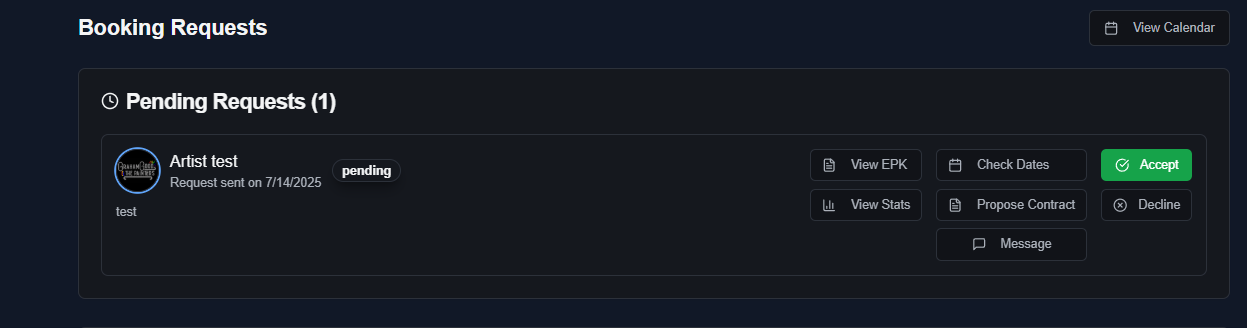 Booking Requests
View Calendar
Pending Requests (1)
Artist test
Request sent on 7/14/2025
pending
test
View EPK
Check Dates
Accept
View Stats
Propose Contract
Decline
Message